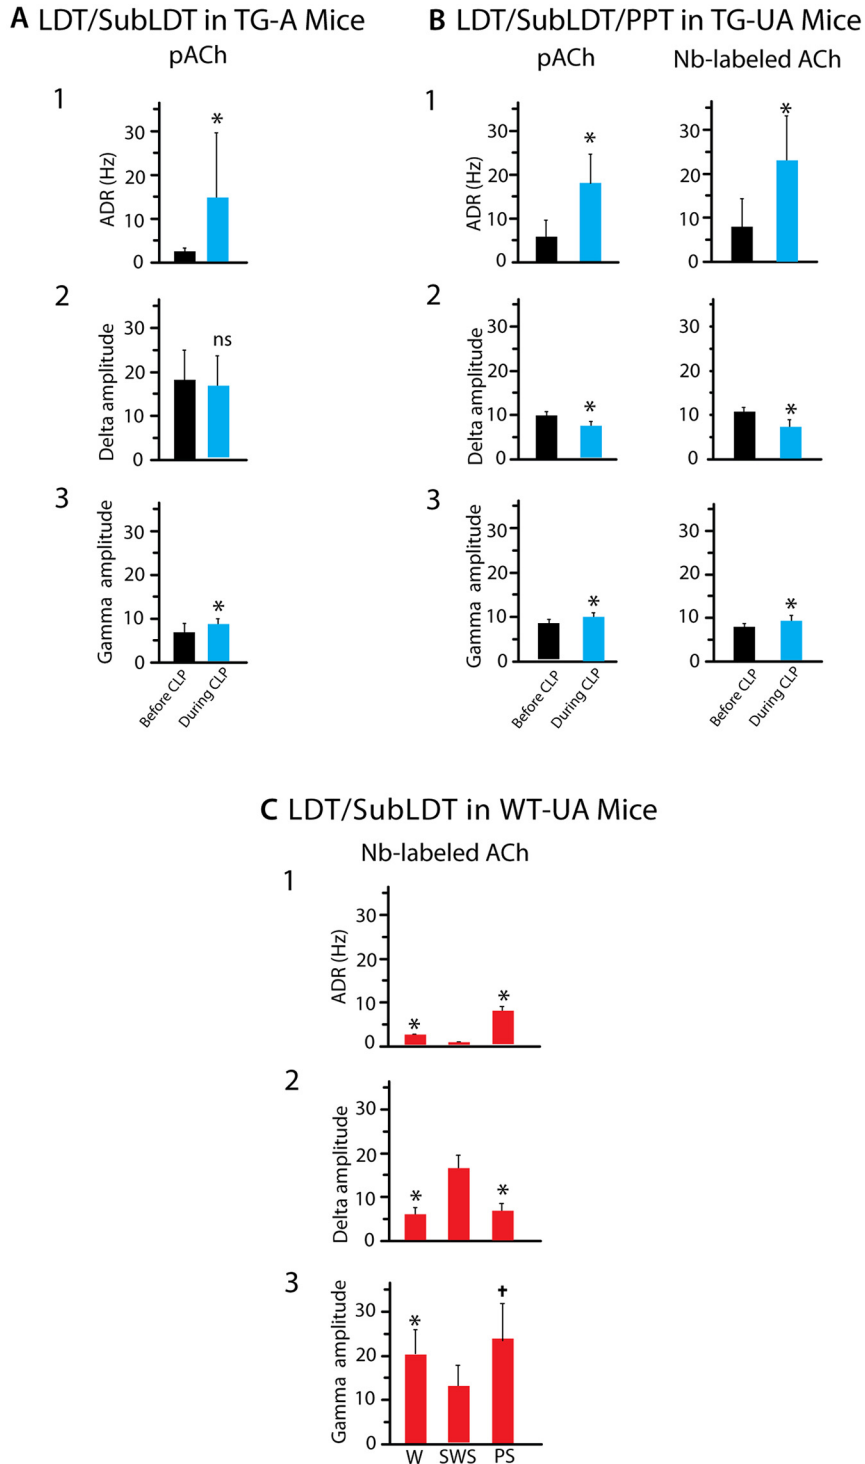 A LDT/SubLDT in TG-A Mice
pACh
1
ADR (Hz)
30
20
10
0
*
2
Delta amplitude
30
20
10
0
ns
3
Gamma amplitude
30
20
10
0
*
Before CLP
During CLP
B LDT/SubLDT/PPT in TG-UA Mice
pACh
Nb-labeled ACh
1
ADR (Hz)
30
20
10
0
*
30
20
10
0
*
2
Delta amplitude
30
20
10
0
*
30
20
10
0
*
3
Gamma amplitude
30
20
10
0
*
30
20
10
0
*
Before CLP
During CLP
Before CLP
During CLP
C LDT/SubLDT in WT-UA Mice
Nb-labeled ACh
1
ADR (Hz)
30
20
10
0
*
*
2
Delta amplitude
30
20
10
0
*
*
3
Gamma amplitude
30
20
10
0
*
✝
W SWS PS